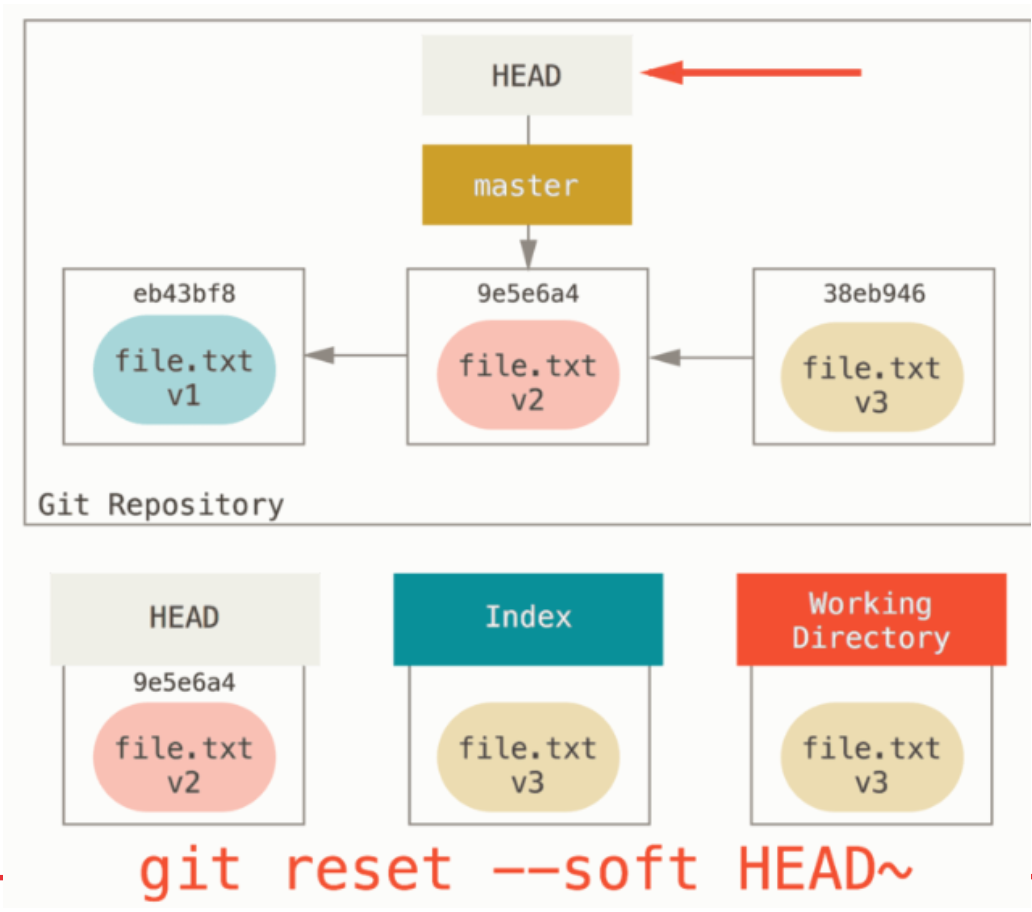 HEAD
master
eb43bf8
file.txt
v1
9e5e6a4
file.txt
v2
38eb946
file.txt
v3
Git Repository
HEAD
9e5e6a4
file.txt
v2
Index
file.txt
v3
Working
Directory
file.txt
v3
git reset --soft HEAD~